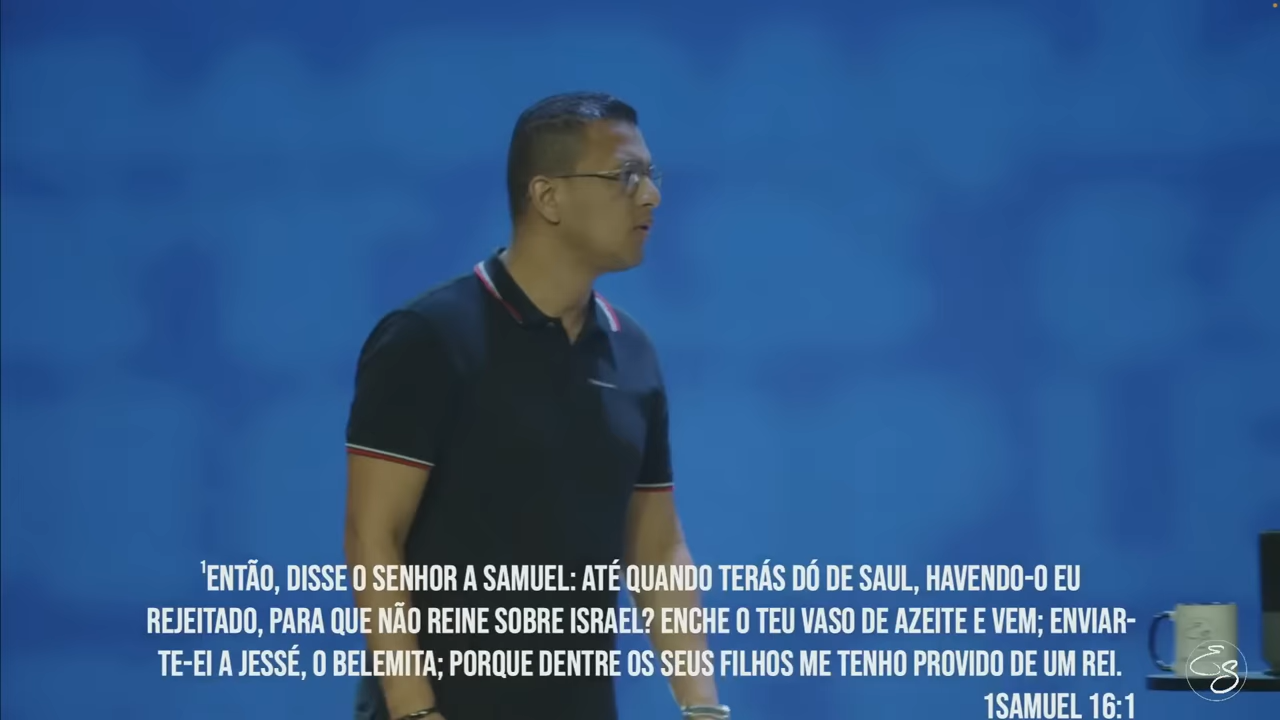 ¹ENTÃO, DISSE O SENHOR A SAMUEL: ATÉ QUANDO TERÁS DÓ DE SAUL, HAVENDO-O EU
REJEITADO, PARA QUE NÃO REINE SOBRE ISRAEL? ENCHE O TEU VASO DE AZEITE E VEM; ENVIAR-
TE-EI A JESSÉ, O BELEMITA; PORQUE DENTRE OS SEUS FILHOS ME TENHO PROVIDO DE UM REI.
1SAMUEL 16:1
ES